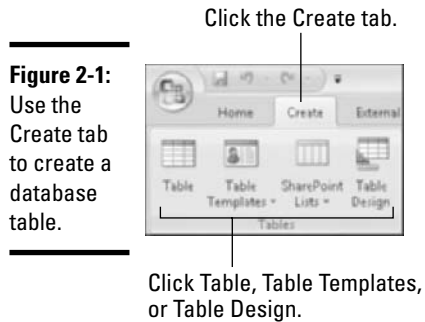 Click the Create tab.
Figure 2-1:
Use the
Create tab
to create a
database
table.
Home Create External
Table Table Templates SharePoint Lists Table Design
Tables
Click Table, Table Templates,
or Table Design.